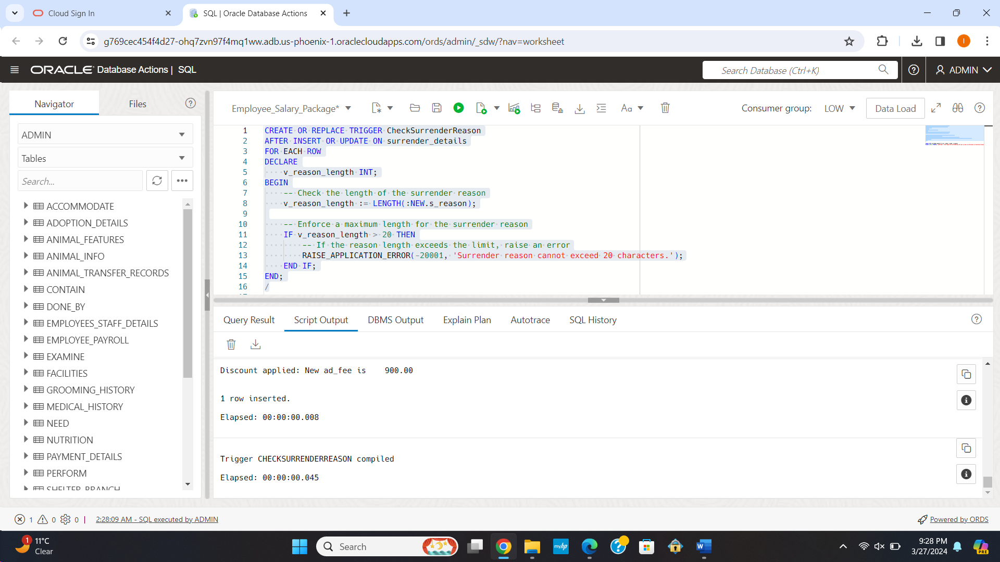 Cloud Sign In
SQL | Oracle Database Actions
g769cec454f4d27-ohq7zvn97f4mq1ww.adb.us-phoenix-1.oraclecloudapps.com/ords/admin/_sdw/?nav=worksheet
I
ORACLE Database Actions | SQL
Search Database (Ctrl+K)
ADMIN
Navigator
Files
ADMIN
Tables
Search...
ACCOMMODATE
ADOPTION_DETAILS
ANIMAL_FEATURES
ANIMAL_INFO
ANIMAL_TRANSFER_RECORDS
CONTAIN
DONE_BY
EMPLOYEES_STAFF_DETAILS
EMPLOYEE_PAYROLL
EXAMINE
FACILITIES
GROOMING_HISTORY
MEDICAL_HISTORY
NEED
NUTRITION
PAYMENT_DETAILS
PERFORM
SHELTER_BRANCH
Employee_Salary_Package*
Aa
Consumer group: LOW
Data Load
1 CREATE OR REPLACE TRIGGER CheckSurrenderReason
2 AFTER INSERT OR UPDATE ON surrender_details
3 FOR EACH ROW
4 DECLARE
5 v_reason_length INT;
6 BEGIN
7 -- Check the length of the surrender reason
8 v_reason_length := LENGTH(:NEW.s_reason);
9
10 -- Enforce a maximum length for the surrender reason
11 IF v_reason_length > 20 THEN
12 -- If the reason length exceeds the limit, raise an error
13 RAISE_APPLICATION_ERROR(-20001, 'Surrender reason cannot exceed 20 characters.');
14 END IF;
15 END;
16 /
Query Result
Script Output
DBMS Output
Explain Plan
Autotrace
SQL History
Discount applied: New ad_fee is 900.00
1 row inserted.
Elapsed: 00:00:00.008
Trigger CHECKSURRENDERREASON compiled
Elapsed: 00:00:00.045
1 0 0 | 2:28:09 AM - SQL executed by ADMIN
Powered by ORDS
1
11°C
Clear
Search
myhp
W
9:28 PM
3/27/2024
PRE